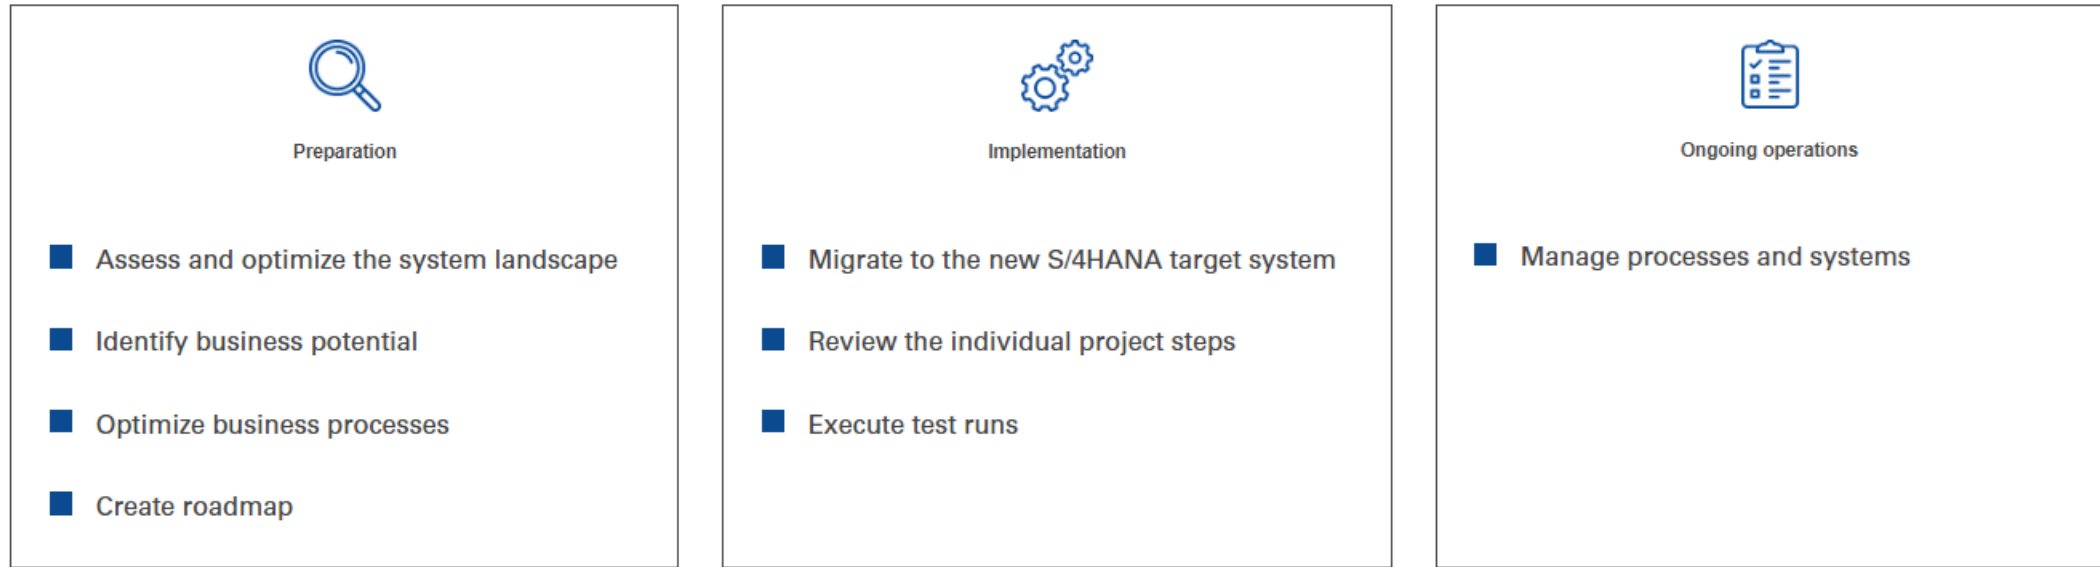 Preparation
Assess and optimize the system landscape
Identify business potential
Optimize business processes
Create roadmap
Implementation
Migrate to the new S/4HANA target system
Review the individual project steps
Execute test runs
Ongoing operations
Manage processes and systems